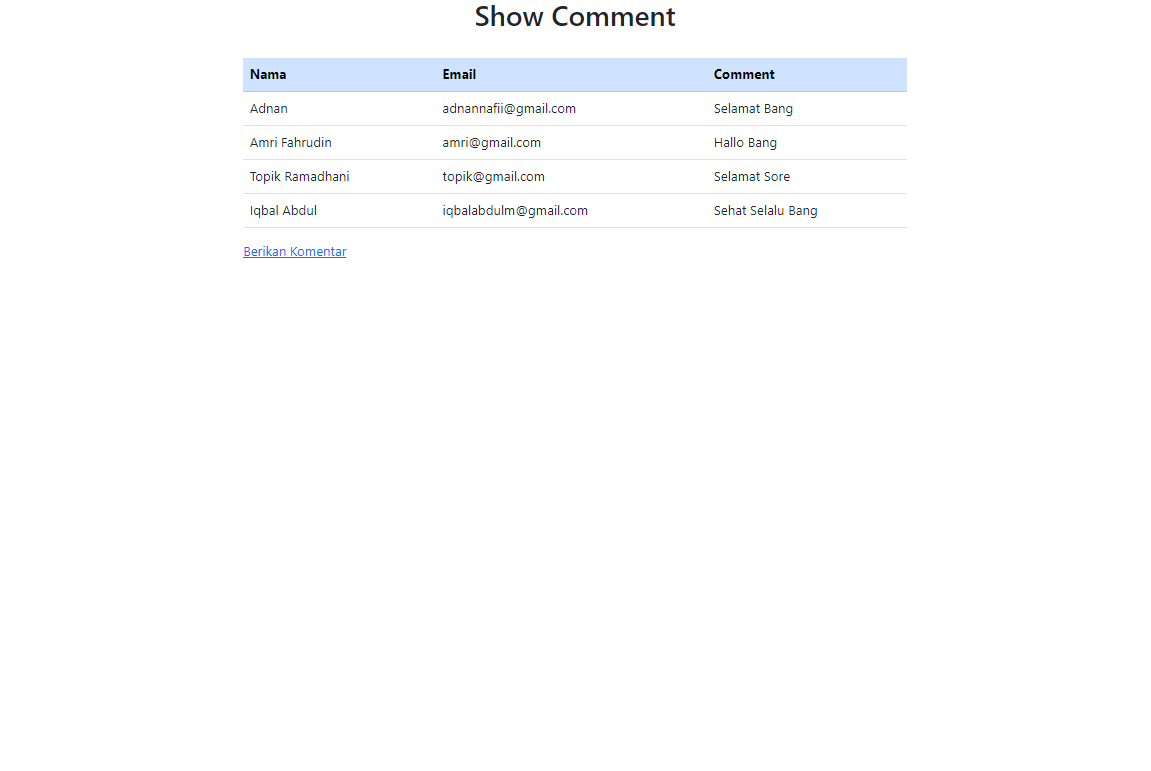 Show Comment
Nama Email Comment
Adnan adnannafii@gmail.com Selamat Bang
Amri Fahrudin amri@gmail.com Hallo Bang
Topik Ramadhani topik@gmail.com Selamat Sore
Iqbal Abdul iqbalabdulm@gmail.com Sehat Selalu Bang
Berikan Komentar